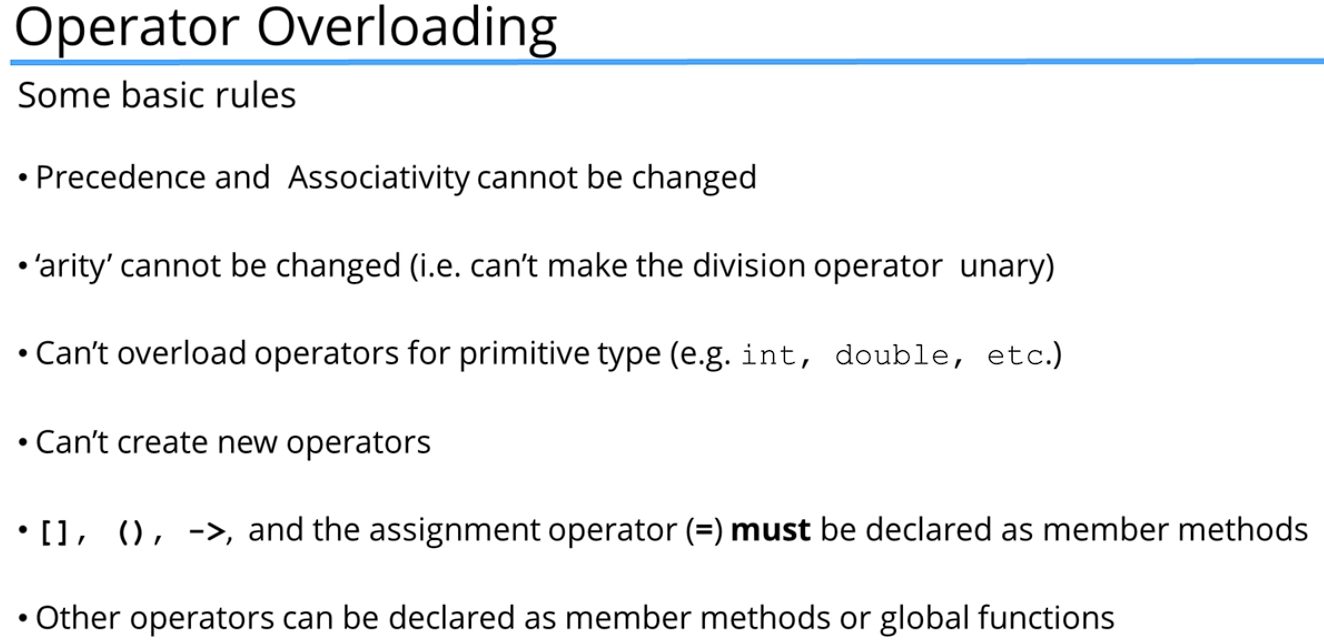 Operator Overloading
Some basic rules
• Precedence and Associativity cannot be changed
• ‘arity’ cannot be changed (i.e. can’t make the division operator unary)
• Can’t overload operators for primitive type (e.g. int, double, etc.)
• Can’t create new operators
• [], (), ->, and the assignment operator (=) must be declared as member methods
• Other operators can be declared as member methods or global functions